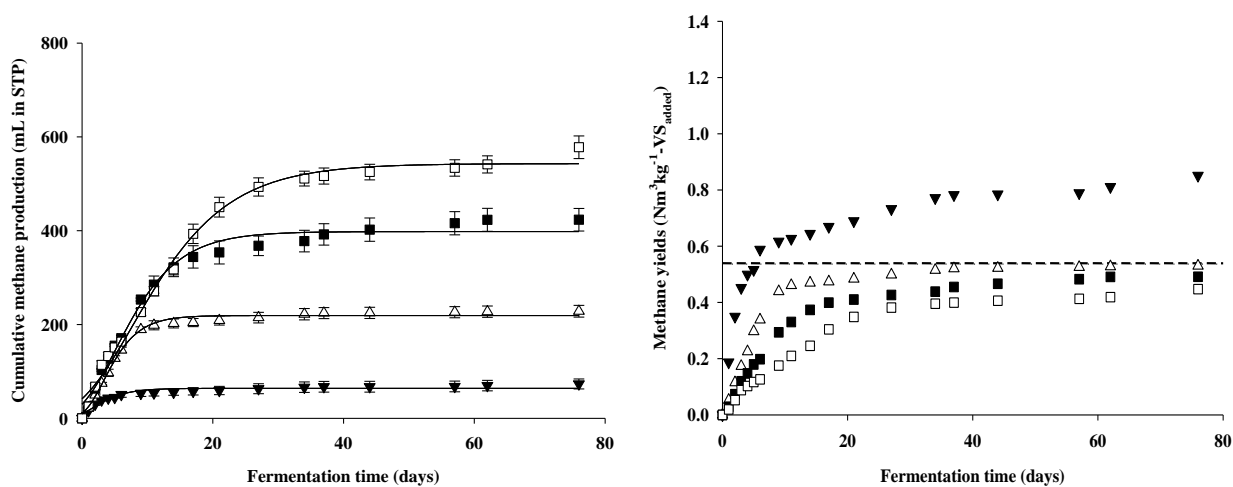 Cumulative methane production (mL in STP)
800
600
400
200
0
0 20 40 60 80
Fermentation time (days)
Methane yields (Nm³kg⁻¹-VSadded)
1.4
1.2
1.0
0.8
0.6
0.4
0.2
0.0
0 20 40 60 80
Fermentation time (days)